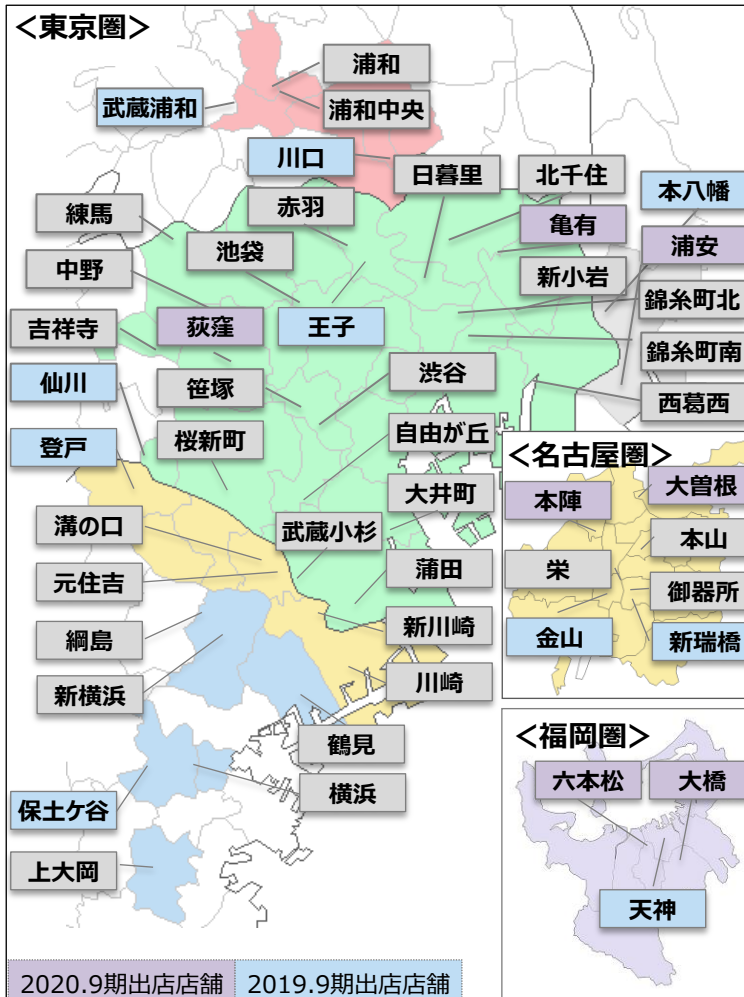 ＜東京圏＞
浦和
武蔵浦和
浦和中央
川口
日暮里
北千住
本八幡
練馬
赤羽
亀有
浦安
池袋
中野
新小岩
錦糸町北
吉祥寺
荻窪
王子
錦糸町南
仙川
笹塚
渋谷
西葛西
登戸
桜新町
自由が丘
大井町
溝の口
武蔵小杉
元住吉
蒲田
綱島
新川崎
新横浜
川崎
鶴見
横浜
保土ケ谷
上大岡
＜名古屋圏＞
本陣
大曽根
本山
栄
御器所
金山
新瑞橋
＜福岡圏＞
六本松
大橋
天神
2020.9期出店店舗
2019.9期出店店舗